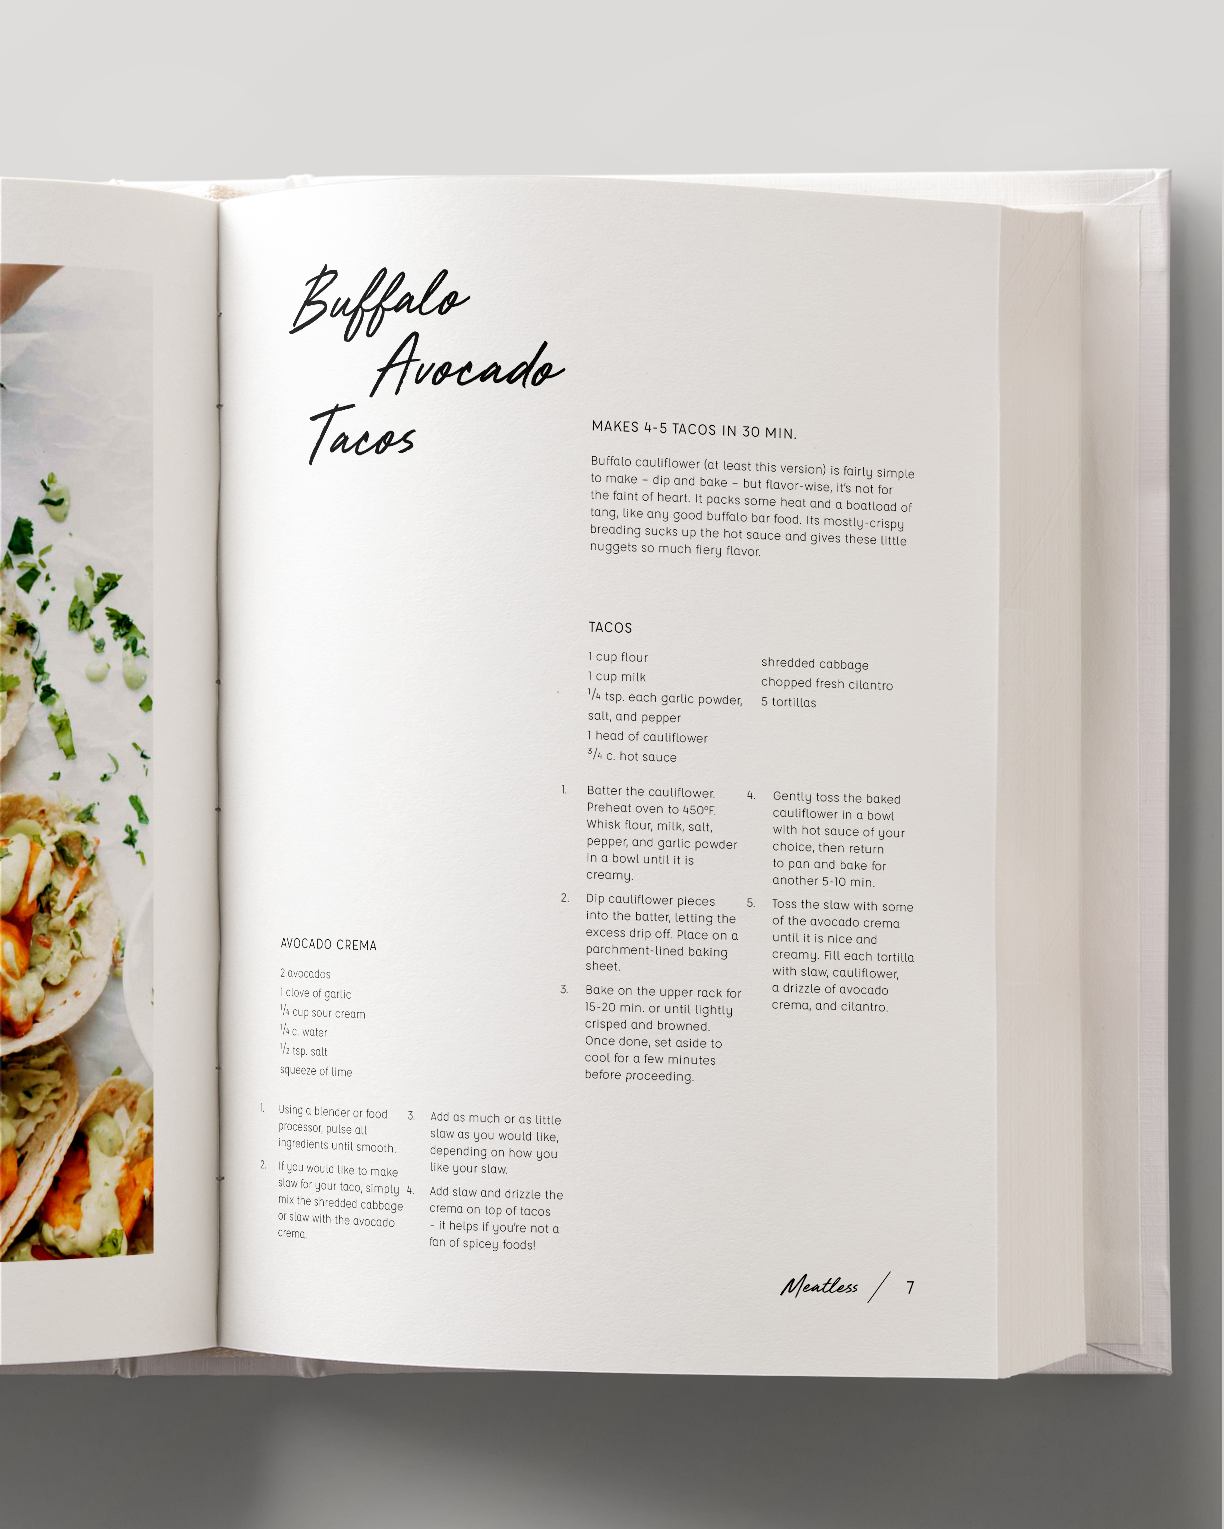 Buffalo
Avocado
Tacos
MAKES 4-5 TACOS IN 30 MIN.
Buffalo cauliflower (at least this version) is fairly simple
to make – dip and bake – but flavor-wise, it's not for
the faint of heart. It packs some heat and a boatload of
tang, like any good buffalo bar food. Its mostly-crispy
breading sucks up the hot sauce and gives these little
nuggets so much fiery flavor.
TACOS
1 cup flour
1 cup milk
1/4 tsp. each garlic powder,
salt, and pepper
1 head of cauliflower
3/4 c. hot sauce
shredded cabbage
chopped fresh cilantro
5 tortillas
1. Batter the cauliflower.
Preheat oven to 450°F.
Whisk flour, milk, salt,
pepper, and garlic powder
in a bowl until it is
creamy.
2. Dip cauliflower pieces
into the batter, letting the
excess drip off. Place on a
parchment-lined baking
sheet.
3. Bake on the upper rack for
15-20 min. or until lightly
crisped and browned.
Once done, set aside to
cool for a few minutes
before proceeding.
4. Gently toss the baked
cauliflower in a bowl
with hot sauce of your
choice, then return
to pan and bake for
another 5-10 min.
5. Toss the slaw with some
of the avocado crema
until it is nice and
creamy. Fill each tortilla
with slaw, cauliflower,
a drizzle of avocado
crema, and cilantro.
AVOCADO CREMA
2 avocados
1 clove of garlic
1/4 cup sour cream
1/4 c. water
1/2 tsp. salt
squeeze of lime
1. Using a blender or food
processor, pulse all
ingredients until smooth.
2. If you would like to make
slaw for your taco, simply
mix the shredded cabbage
or slaw with the avocado
crema.
3. Add as much or as little
slaw as you would like,
depending on how you
like your slaw.
4. Add slaw and drizzle the
crema on top of tacos
- it helps if you're not a
fan of spicey foods!
Meatless / 7